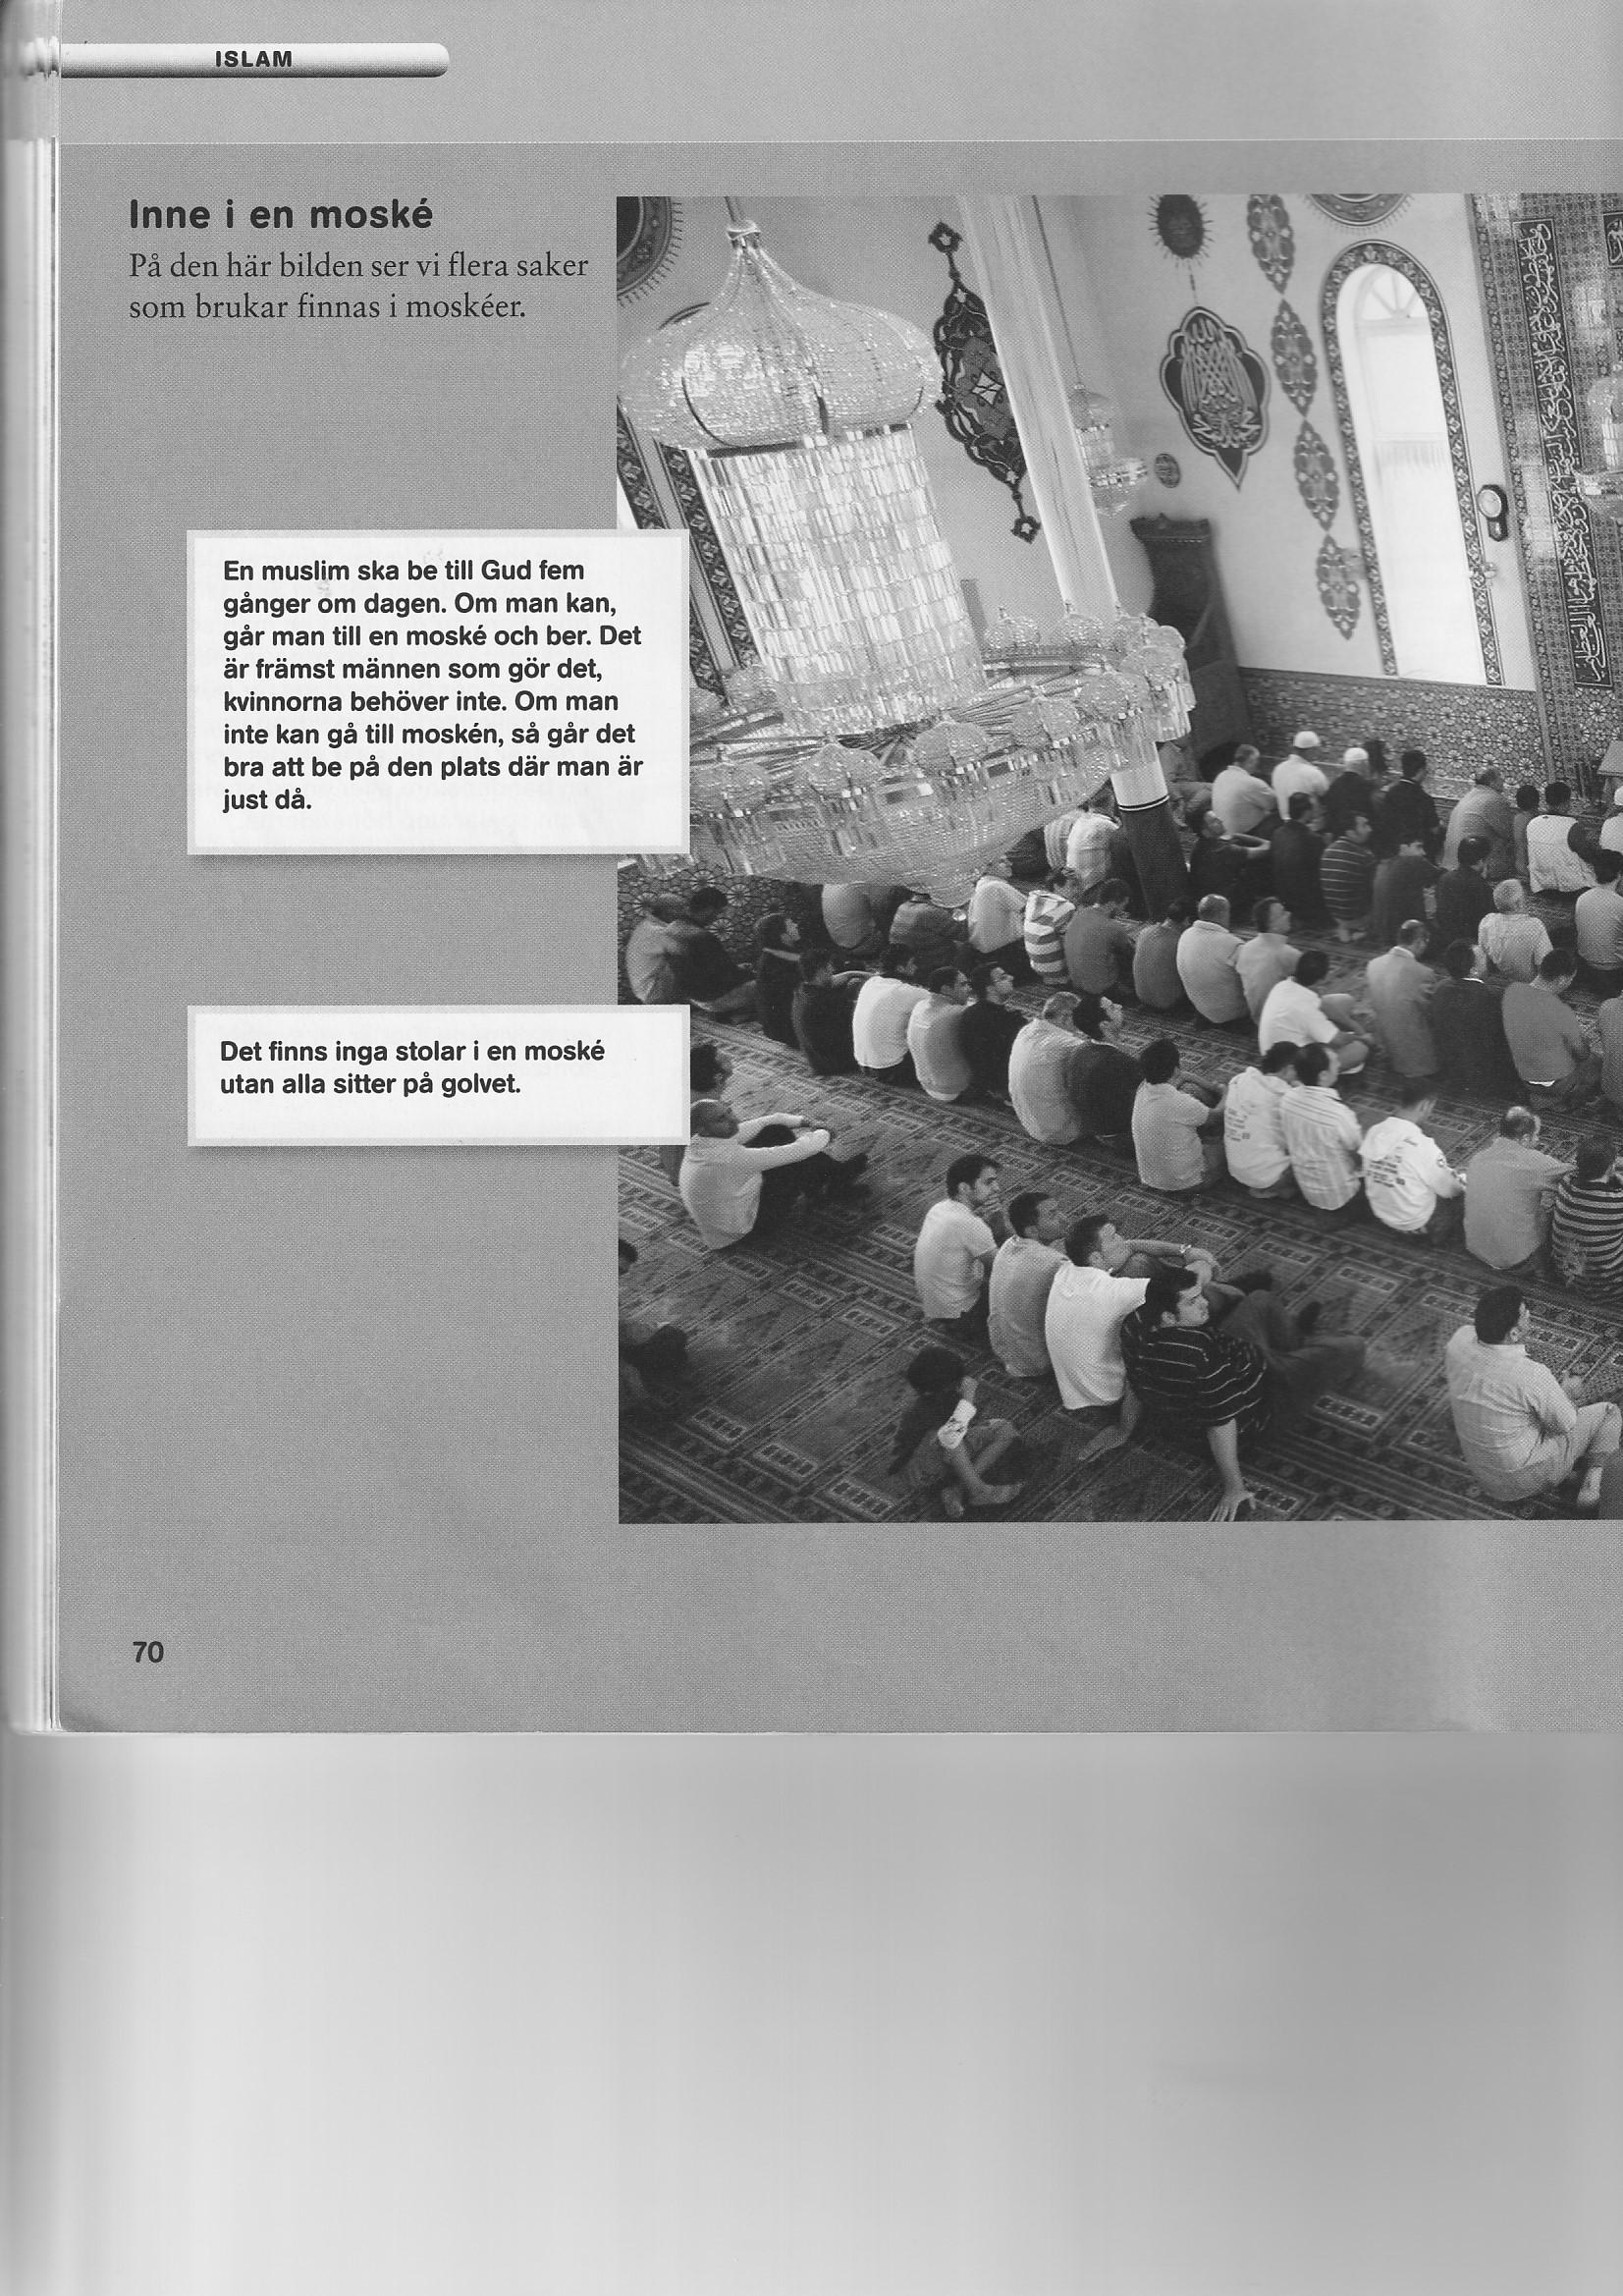 ISLAM
Inne i en moské
På den här bilden ser vi flera saker
som brukar finnas i moskéer.
En muslim ska be till Gud fem
gånger om dagen. Om man kan,
går man till en moské och ber. Det
är främst männen som gör det,
kvinnorna behöver inte. Om man
inte kan gå till moskén, så går det
bra att be på den plats där man är
just då.
Det finns inga stolar i en moské
utan alla sitter på golvet.
70